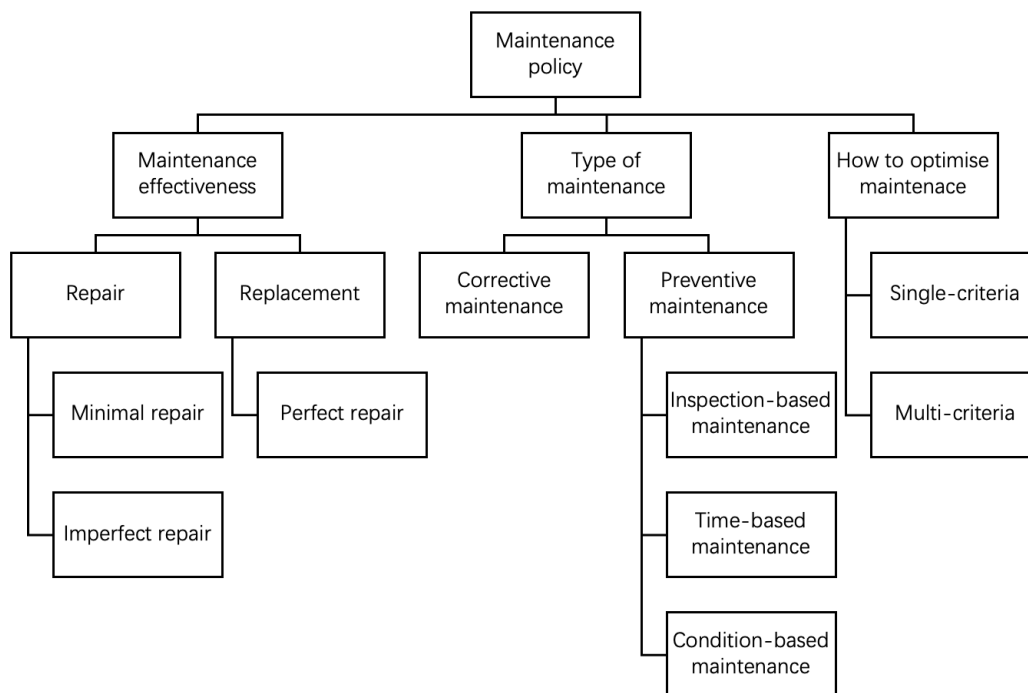 Maintenance
policy
Maintenance
effectiveness
Type of
maintenance
How to optimise
maintenace
Repair
Replacement
Corrective
maintenance
Preventive
maintenance
Single-criteria
Minimal repair
Perfect repair
Inspection-based
maintenance
Multi-criteria
Imperfect repair
Time-based
maintenance
Condition-based
maintenance